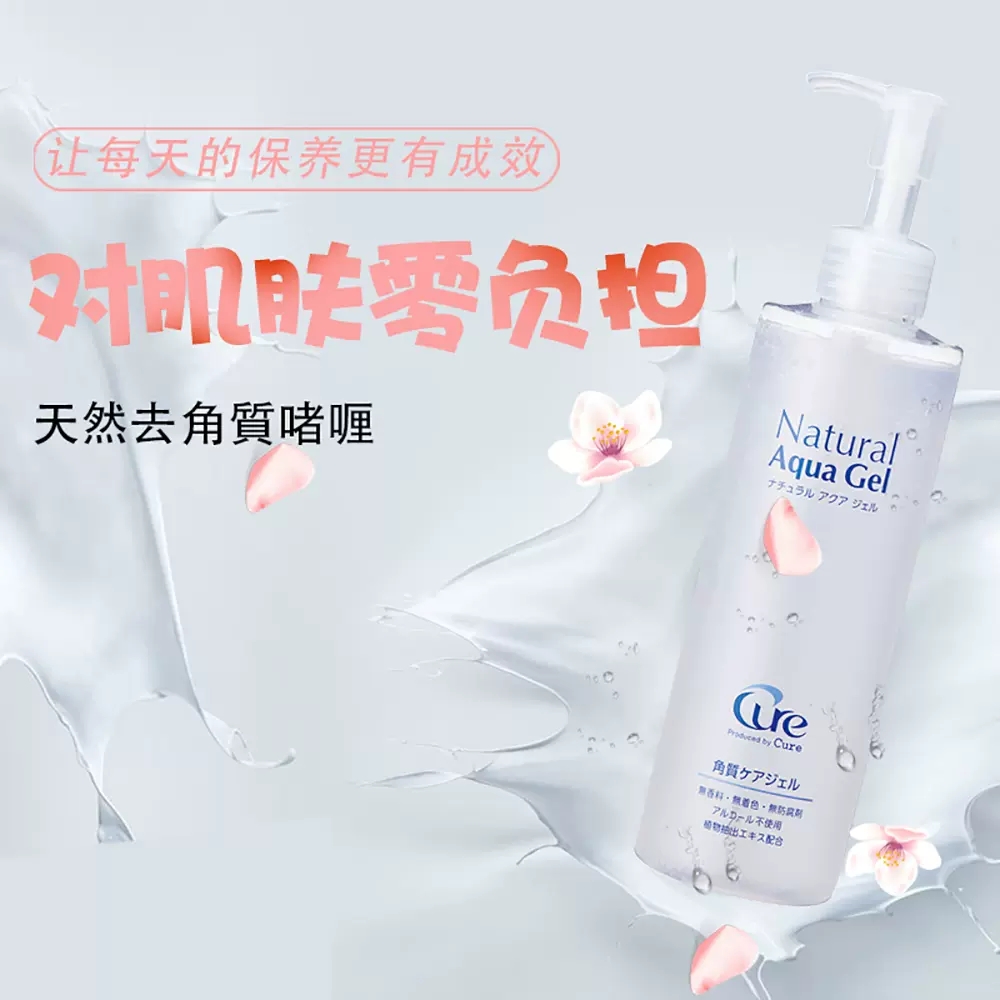 让每天的保养更有成效
对肌肤零负担
天然去角質啫喱
Natural
Aqua Gel
ナチュラル アクア ジェル
Cure
Produced by Cure
角質ケアジェル
無香料・無着色・無防腐剤
アルコール不使用
植物抽出エキス配合